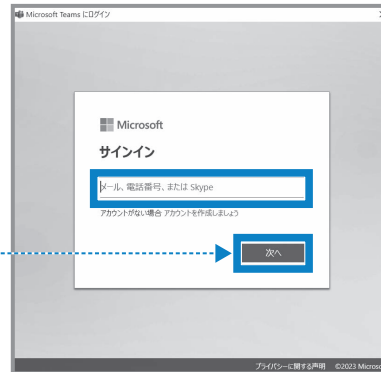 Microsoft Teams にログイン
Microsoft
サインイン
メール、電話番号、または Skype
アカウントがない場合 アカウントを作成しましょう
次へ
プライバシーに関する声明 ©2023 Microso